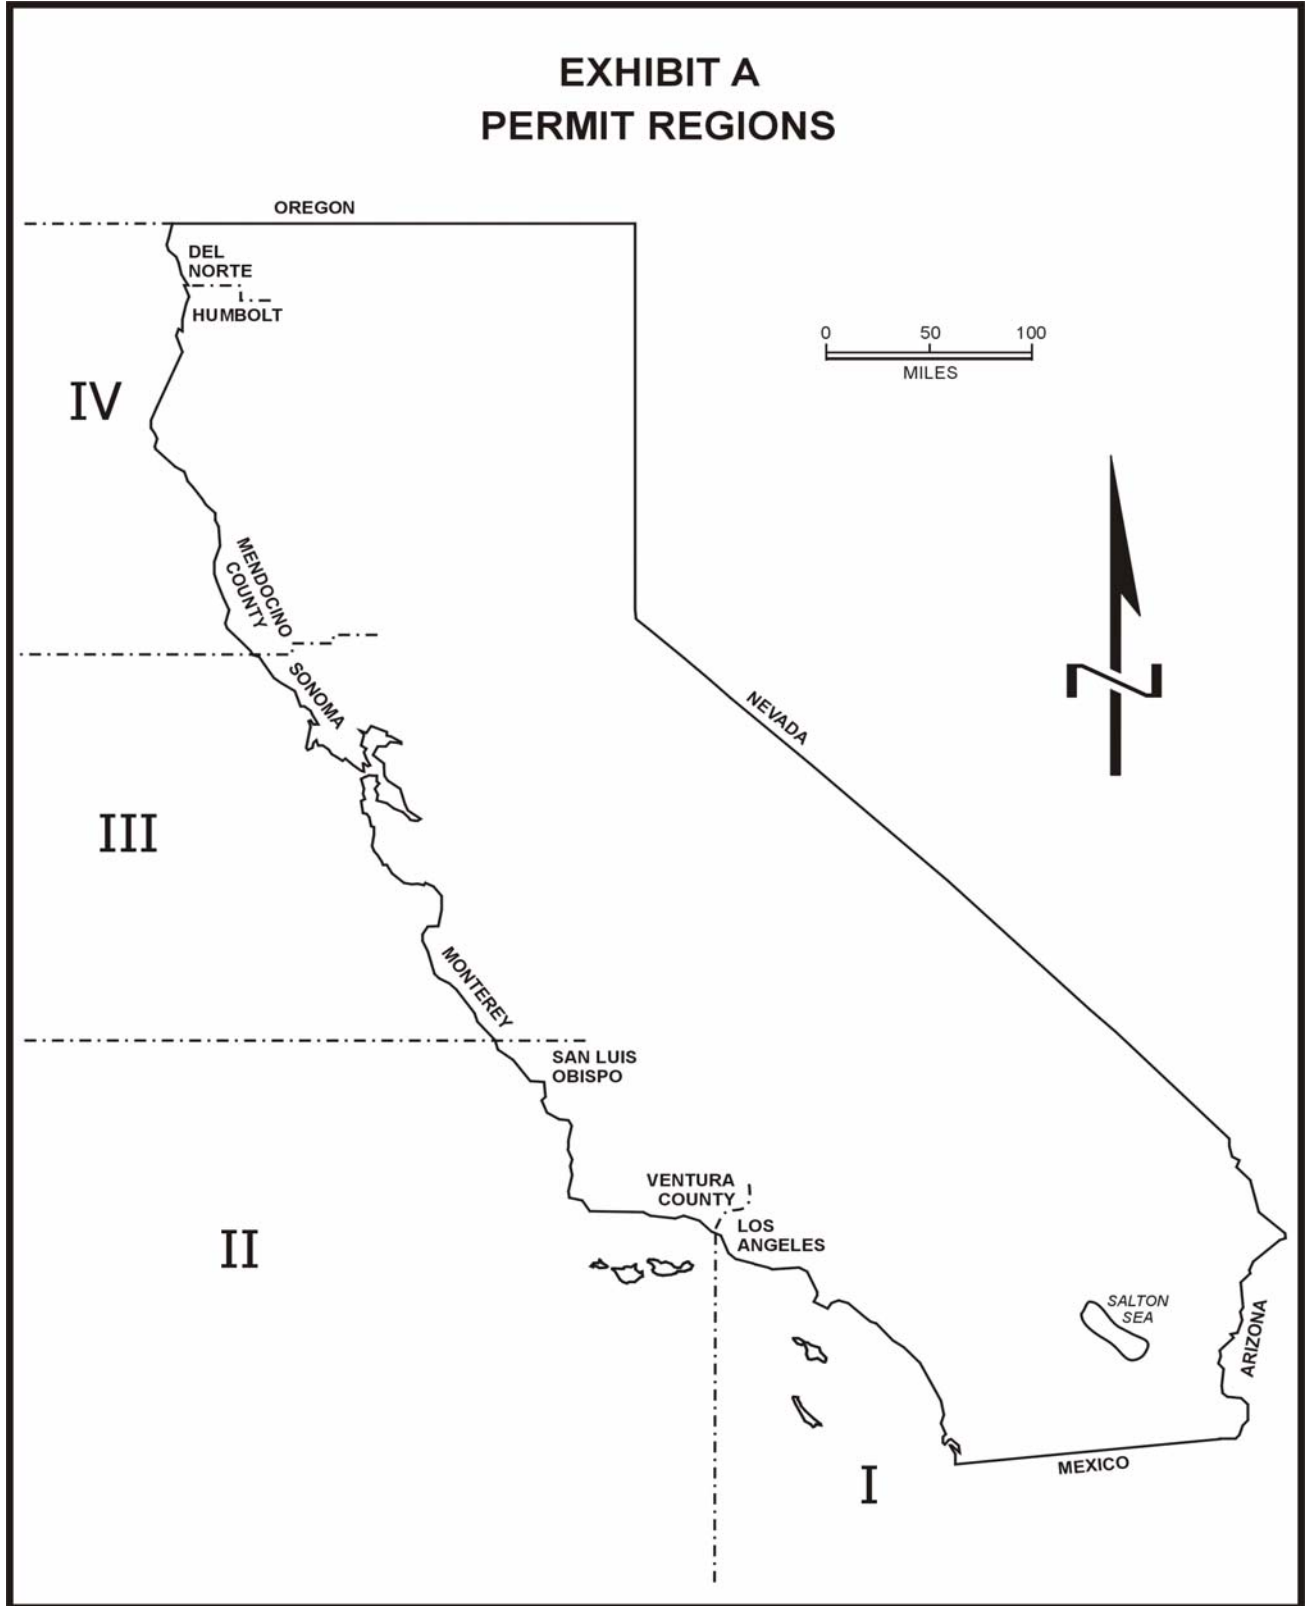 EXHIBIT A
PERMIT REGIONS
OREGON
DEL
NORTE
HUMBOLT
0 50 100
MILES
IV
MENDOCINO
COUNTY
SONOMA
NEVADA
III
MONTEREY
SAN LUIS
OBISPO
VENTURA
COUNTY
LOS
ANGELES
II
SALTON
SEA
ARIZONA
MEXICO
I